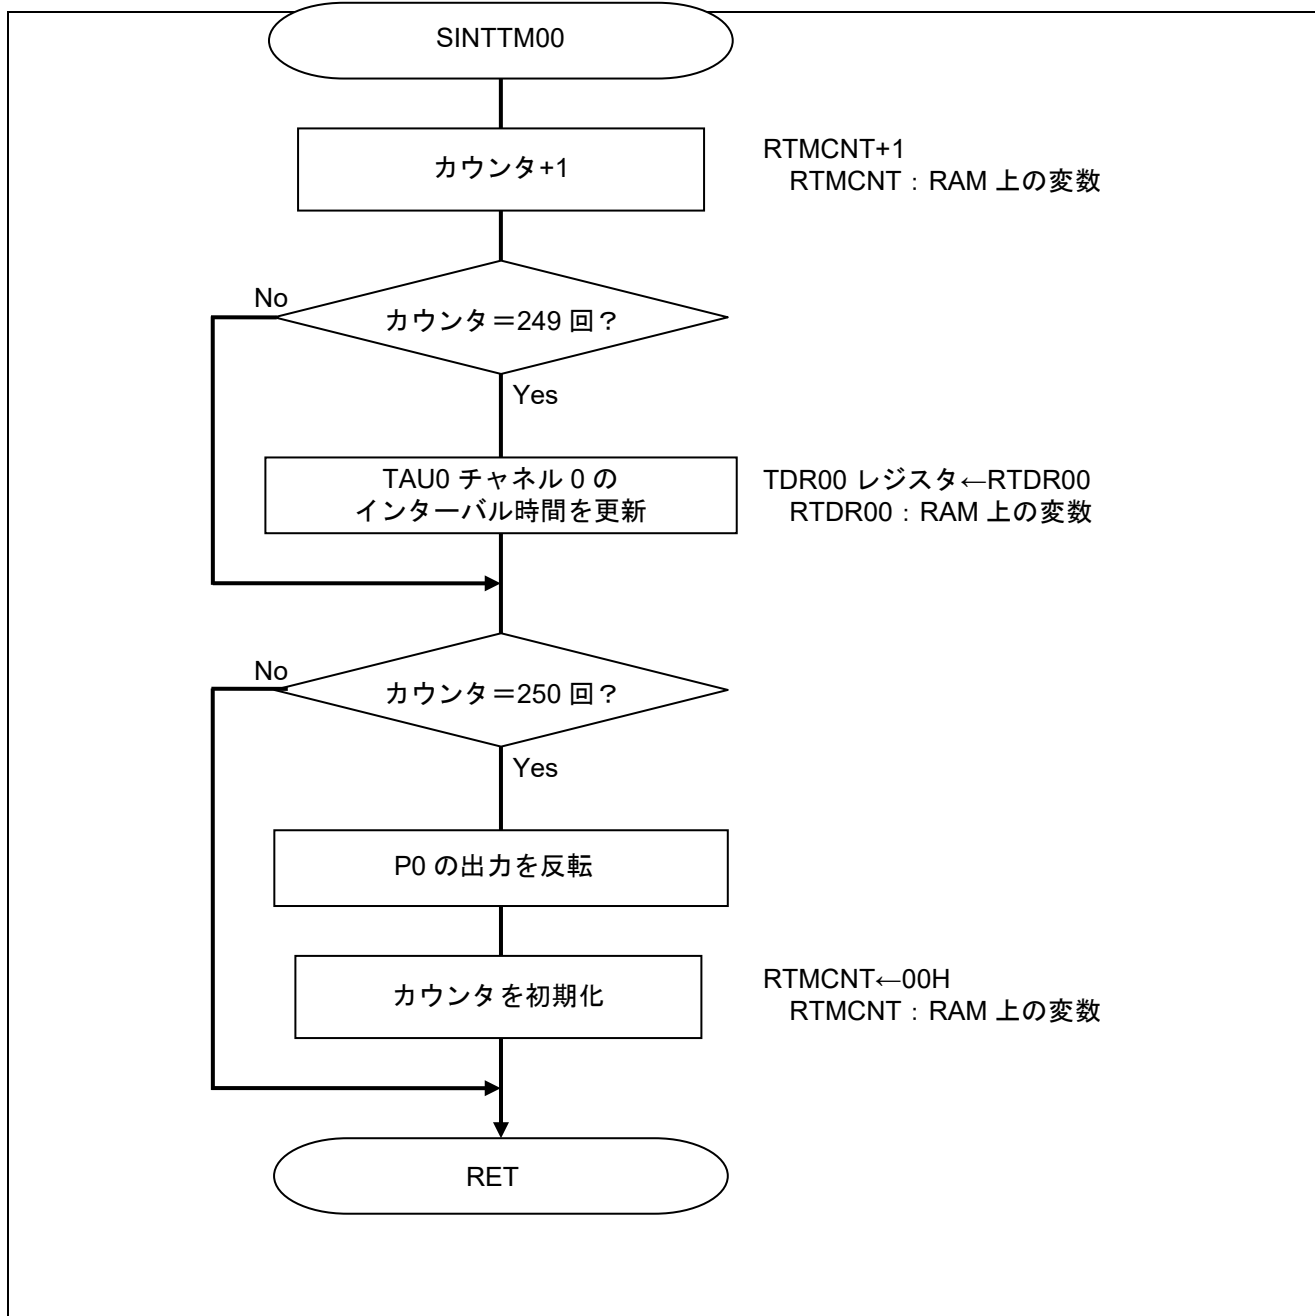 SINTTM00
カウンタ+1
RTMCNT+1
RTMCNT：RAM 上の変数
No
カウンタ＝249 回？
Yes
TAU0 チャネル 0 の
インターバル時間を更新
TDR00 レジスタ←RTDR00
RTDR00：RAM 上の変数
No
カウンタ＝250 回？
Yes
P0 の出力を反転
カウンタを初期化
RTMCNT←00H
RTMCNT：RAM 上の変数
RET